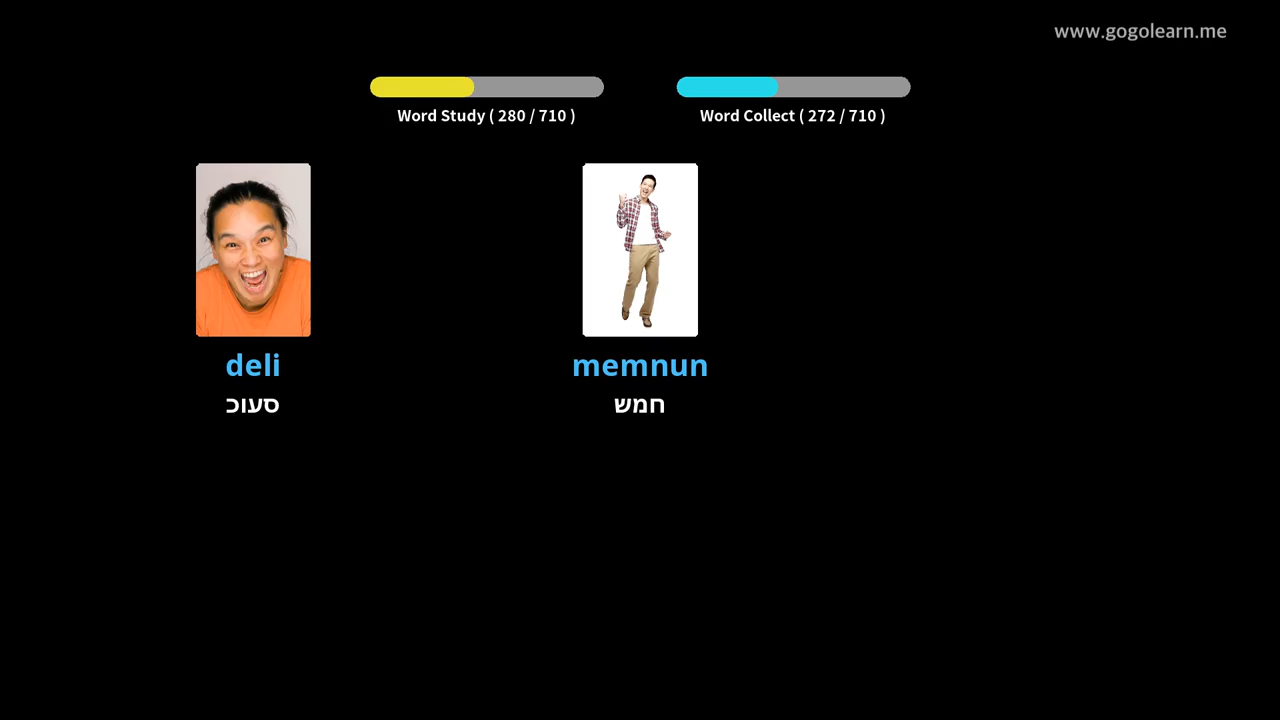 www.gogolearn.me
Word Study ( 280 / 710 )
Word Collect ( 272 / 710 )
deli
סעוכ
memnun
חמש